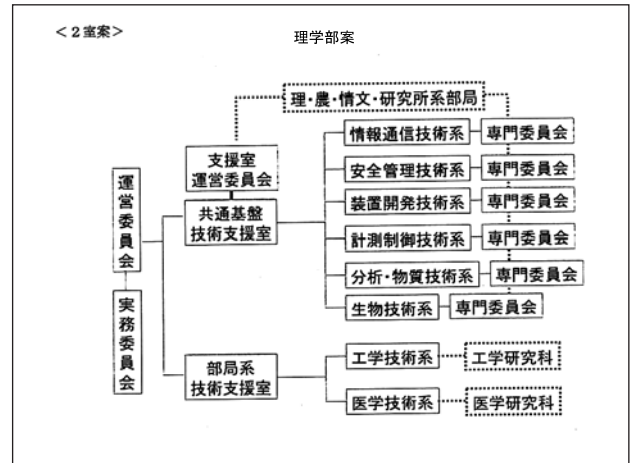 ＜２室案＞
理学部案
理・農・情文・研究所系部局
情報通信技術系
専門委員会
支援室
運営委員会
安全管理技術系
専門委員会
運営委員会
共通基盤
技術支援室
装置開発技術系
専門委員会
計測制御技術系
専門委員会
分析・物質技術系
専門委員会
実務委員会
生物技術系
専門委員会
部局系
技術支援室
工学技術系
工学研究科
医学技術系
医学研究科